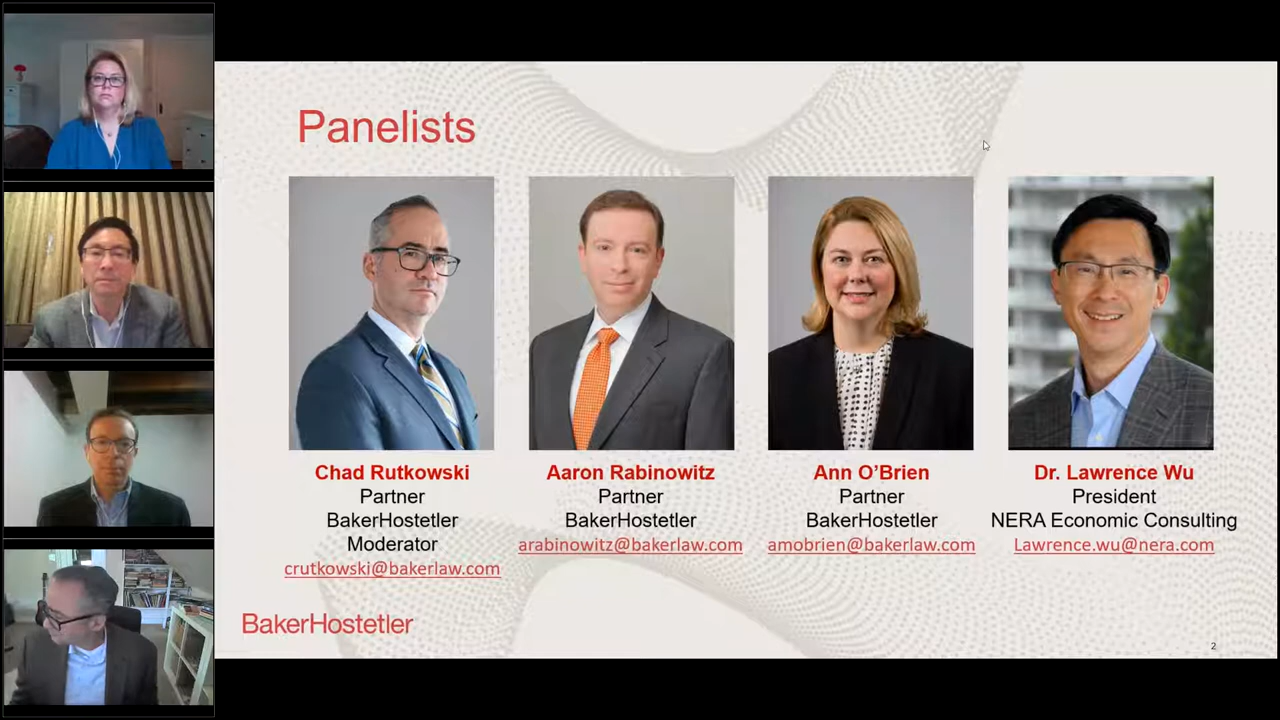 Panelists
Chad Rutkowski
Partner
BakerHostetler
Moderator
crutkowski@bakerlaw.com
Aaron Rabinowitz
Partner
BakerHostetler
arabinowitz@bakerlaw.com
Ann O’Brien
Partner
BakerHostetler
amobrien@bakerlaw.com
Dr. Lawrence Wu
President
NERA Economic Consulting
Lawrence.wu@nera.com
BakerHostetler
2